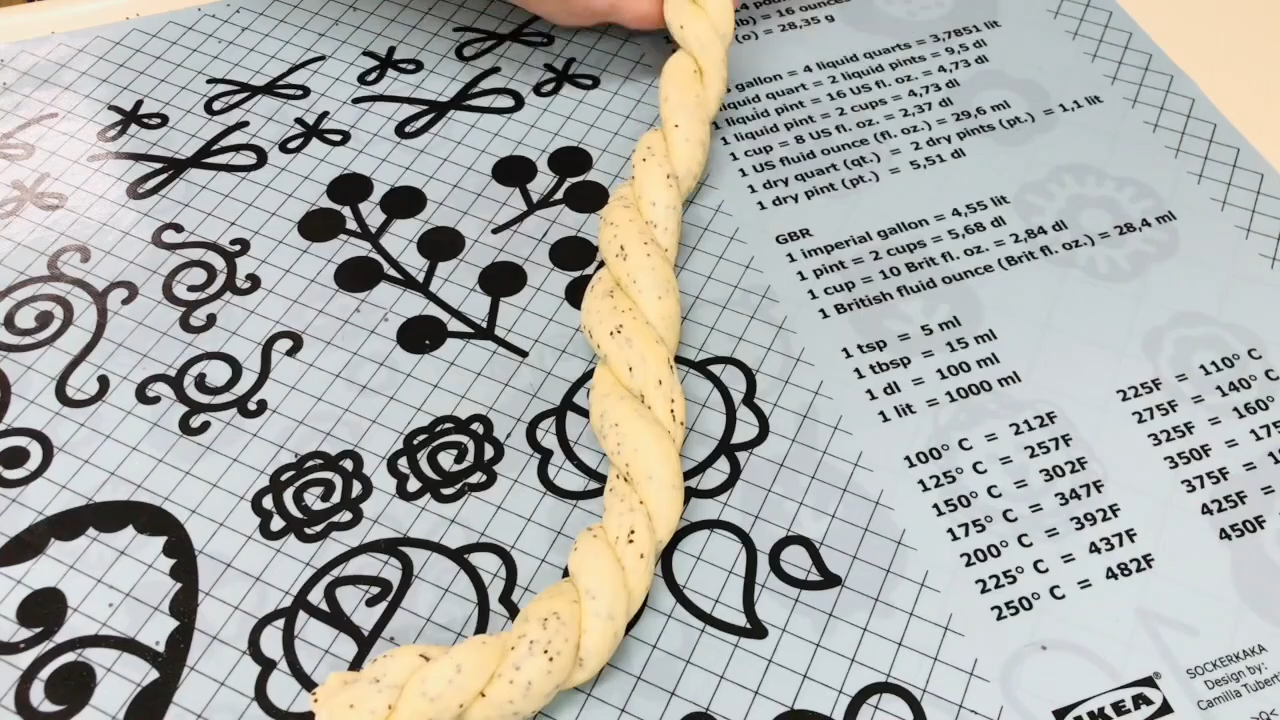 4 pou
lb) = 16 ounces
(o) = 28,35 g
gallon = 4 liquid quarts = 3,7851 lit
liquid quart = 2 liquid pints = 9,5 dl
1 liquid pint = 16 US fl. oz. = 4,73 dl
1 liquid pint = 2 cups = 4,73 dl
1 cup = 8 US fl. oz. = 2,37 dl
1 US fluid ounce (fl. oz.) = 29,6 ml
1 dry quart (qt.) = 2 dry pints (pt.) = 1,1 lit
1 dry pint (pt.) = 5,51 dl
GBR
1 imperial gallon = 4,55 lit
1 pint = 2 cups = 5,68 dl
1 cup = 10 Brit fl. oz. = 2,84 dl
1 British fluid ounce (Brit fl. oz.) = 28,4 ml
1 tsp = 5 ml
1 tbsp = 15 ml
1 dl = 100 ml
1 lit = 1000 ml
100° C = 212F
125° C = 257F
150° C = 302F
175° C = 347F
200° C = 392F
225° C = 437F
250° C = 482F
225F = 110° C
275F = 140° C
325F = 160°
350F = 175
375F = 1
425F =
450F
IKEA
SOCKERKAKA
Design by:
Camilla Tubert